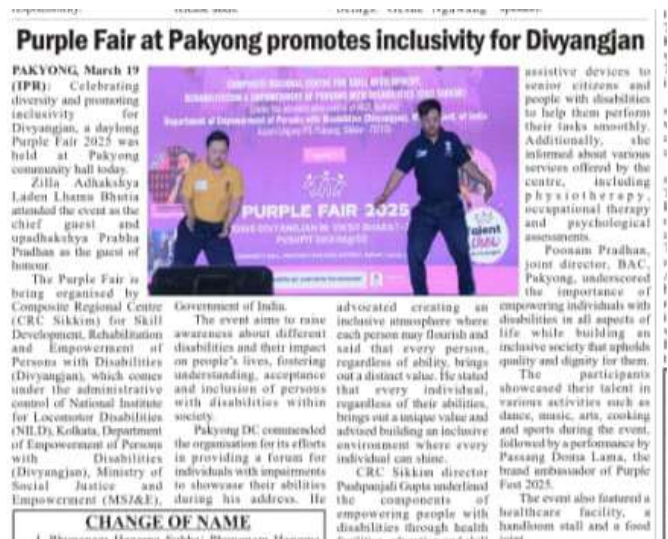 Purple Fair at Pakyong promotes inclusivity for Divyangjan
PAKYONG, March 19
(IPR): Celebrating
diversity and promoting
inclusivity for
Divyangjan, a daylong
Purple Fair 2025 was
held at Pakyong
community hall today.
Zilla Adhakshya
Laden Lhamu Bhutia
attended the event as the
chief guest and
upadhakshya Prabha
Pradhan as the guest of
honour.
The Purple Fair is
being organised by
Composite Regional Centre
(CRC Sikkim) for Skill
Development, Rehabilitation
and Empowerment of
Persons with Disabilities
(Divyangjan), which comes
under the administrative
control of National Institute
for Locomotor Disabilities
(NILD), Kolkata, Department
of Empowerment of Persons
with Disabilities
(Divyangjan), Ministry of
Social Justice and
Empowerment (MSJ&E),
PURPLE FAIR 2025
Talent
Government of India.
The event aims to raise
awareness about different
disabilities and their impact
on people's lives, fostering
understanding, acceptance
and inclusion of persons
with disabilities within
society.
Pakyong DC commended
the organisation for its efforts
in providing a forum for
individuals with impairments
to showcase their abilities
during his address. He
advocated creating an
inclusive atmosphere where
each person may flourish and
said that every person,
regardless of ability, brings
out a distinct value. He stated
that every individual,
regardless of their abilities,
brings out a unique value and
advised building an inclusive
environment where every
individual can shine.
CRC Sikkim director
Pushpanjali Gupta underlined
the components of
empowering people with
disabilities through health
assistive devices to
senior citizens and
people with disabilities
to help them perform
their tasks smoothly.
Additionally, she
informed about various
services offered by the
centre, including
physiotherapy,
occupational therapy
and psychological
assessments.
Poonam Pradhan,
joint director, BAC,
Pakyong, underscored
the importance of
empowering individuals with
disabilities in all aspects of
life while building an
inclusive society that upholds
quality and dignity for them.
The participants
showcased their talent in
various activities such as
dance, music, arts, cooking
and sports during the event,
followed by a performance by
Passang Doma Lama, the
brand ambassador of Purple
Fest 2025.
The event also featured a
healthcare facility, a
handloom stall and a food
CHANGE OF NAME